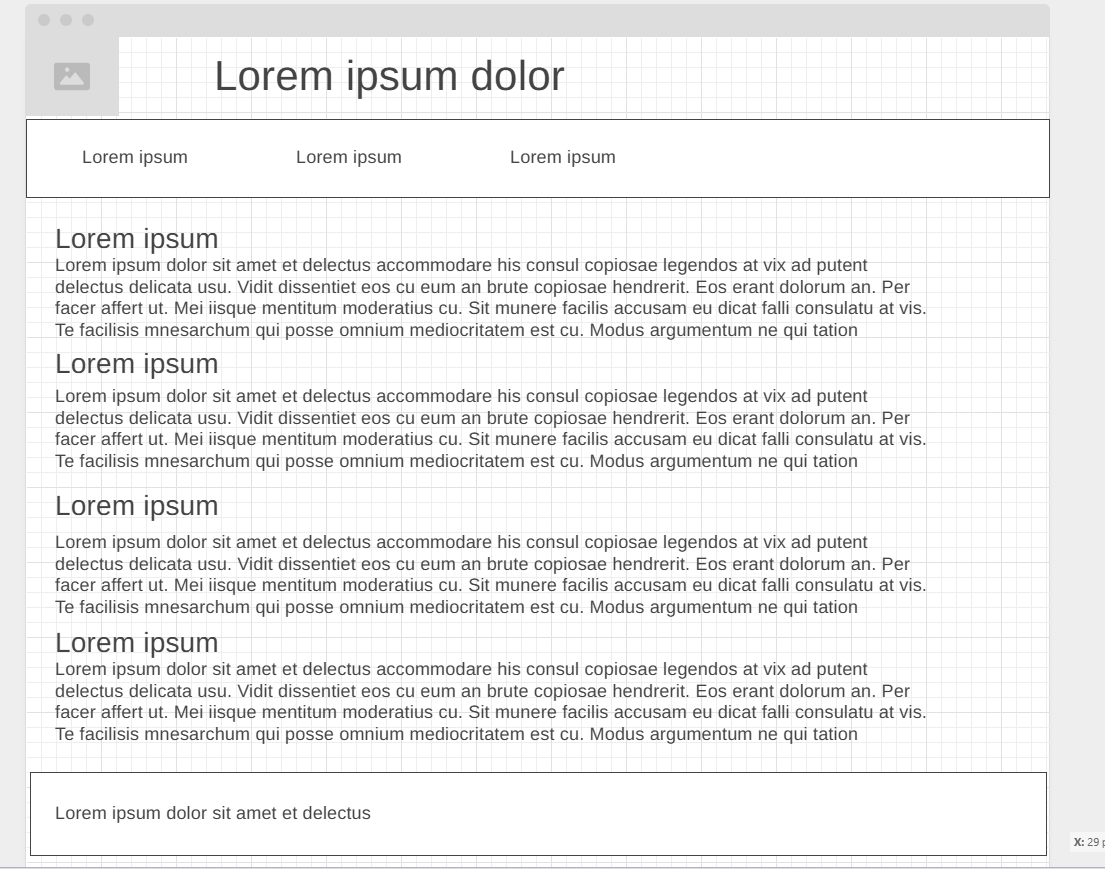 Lorem ipsum dolor
Lorem ipsum Lorem ipsum Lorem ipsum
Lorem ipsum
Lorem ipsum dolor sit amet et delectus accommodare his consul copiosae legendos at vix ad putent
delectus delicata usu. Vidit dissentiet eos cu eum an brute copiosae hendrerit. Eos erant dolorum an. Per
facer affert ut. Mei iisque mentitum moderatius cu. Sit munere facilis accusam eu dicat falli consulatu at vis.
Te facilisis mnesarchum qui posse omnium mediocritatem est cu. Modus argumentum ne qui tation
Lorem ipsum
Lorem ipsum dolor sit amet et delectus accommodare his consul copiosae legendos at vix ad putent
delectus delicata usu. Vidit dissentiet eos cu eum an brute copiosae hendrerit. Eos erant dolorum an. Per
facer affert ut. Mei iisque mentitum moderatius cu. Sit munere facilis accusam eu dicat falli consulatu at vis.
Te facilisis mnesarchum qui posse omnium mediocritatem est cu. Modus argumentum ne qui tation
Lorem ipsum
Lorem ipsum dolor sit amet et delectus accommodare his consul copiosae legendos at vix ad putent
delectus delicata usu. Vidit dissentiet eos cu eum an brute copiosae hendrerit. Eos erant dolorum an. Per
facer affert ut. Mei iisque mentitum moderatius cu. Sit munere facilis accusam eu dicat falli consulatu at vis.
Te facilisis mnesarchum qui posse omnium mediocritatem est cu. Modus argumentum ne qui tation
Lorem ipsum
Lorem ipsum dolor sit amet et delectus accommodare his consul copiosae legendos at vix ad putent
delectus delicata usu. Vidit dissentiet eos cu eum an brute copiosae hendrerit. Eos erant dolorum an. Per
facer affert ut. Mei iisque mentitum moderatius cu. Sit munere facilis accusam eu dicat falli consulatu at vis.
Te facilisis mnesarchum qui posse omnium mediocritatem est cu. Modus argumentum ne qui tation
Lorem ipsum dolor sit amet et delectus
X: 29